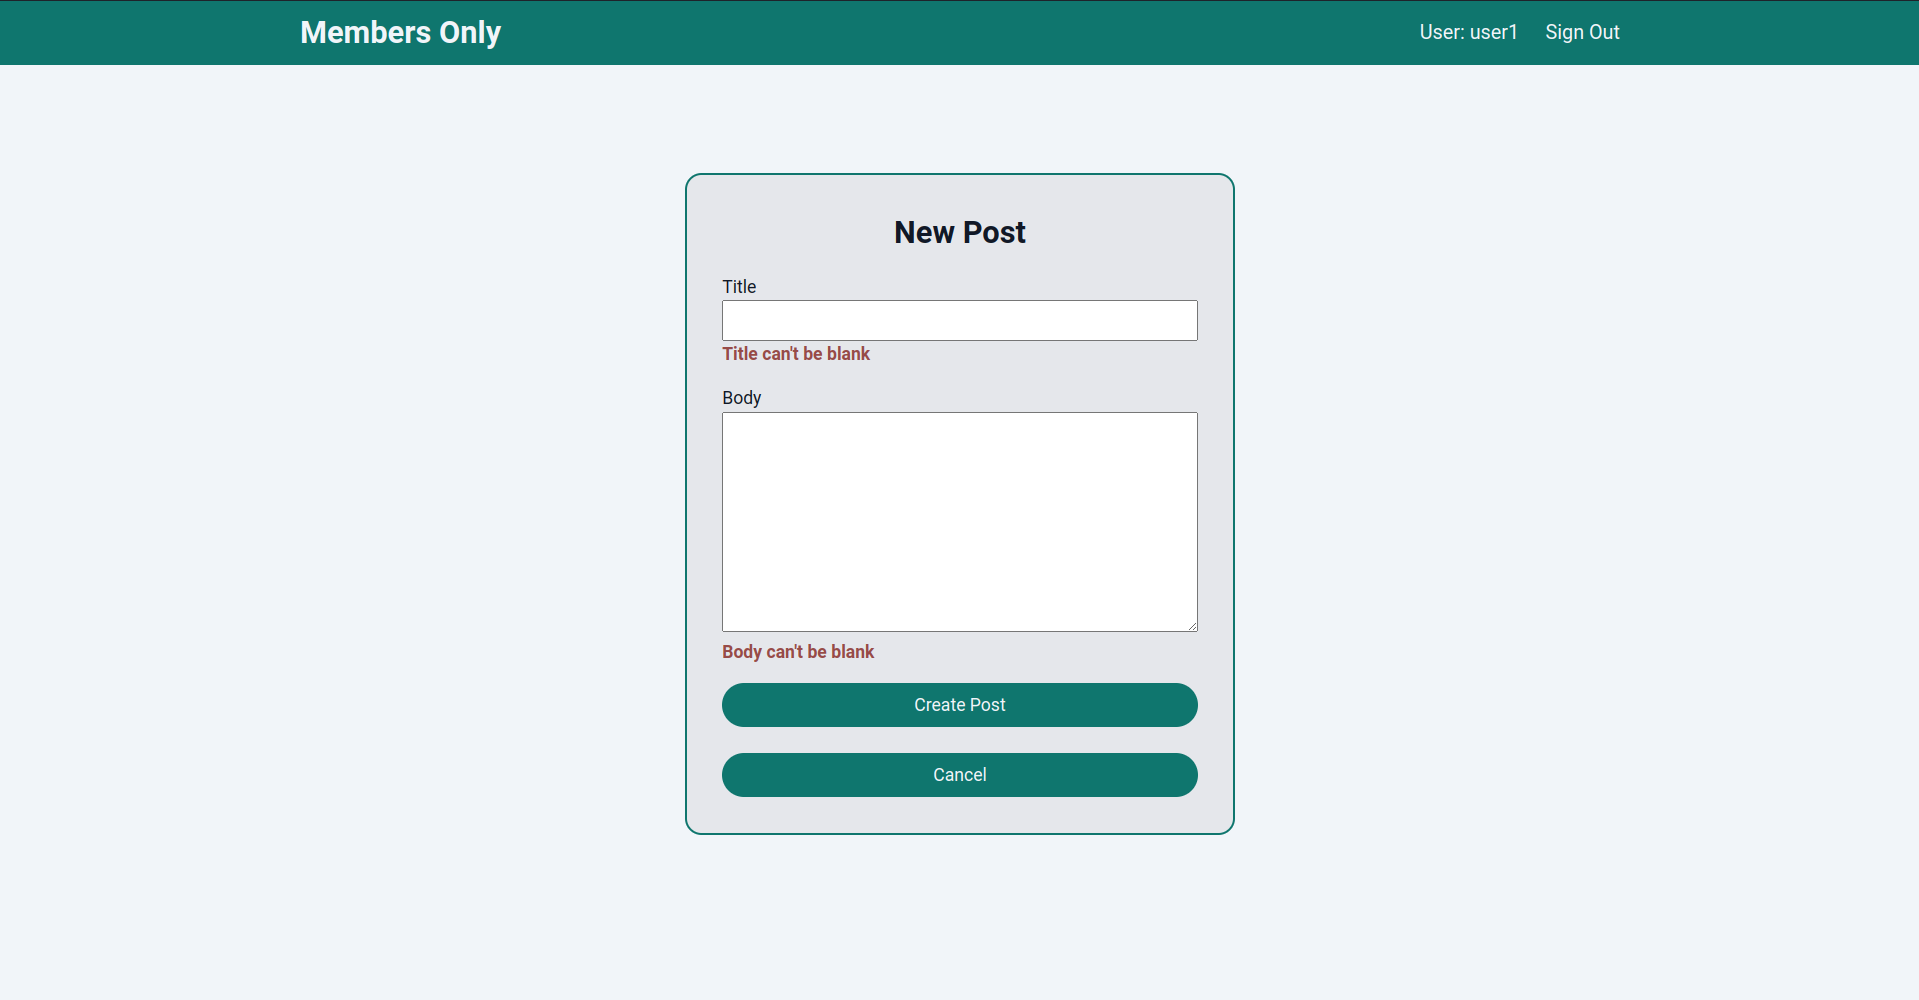 Members Only
User: user1 Sign Out
New Post
Title
Title can't be blank
Body
Body can't be blank
Create Post
Cancel